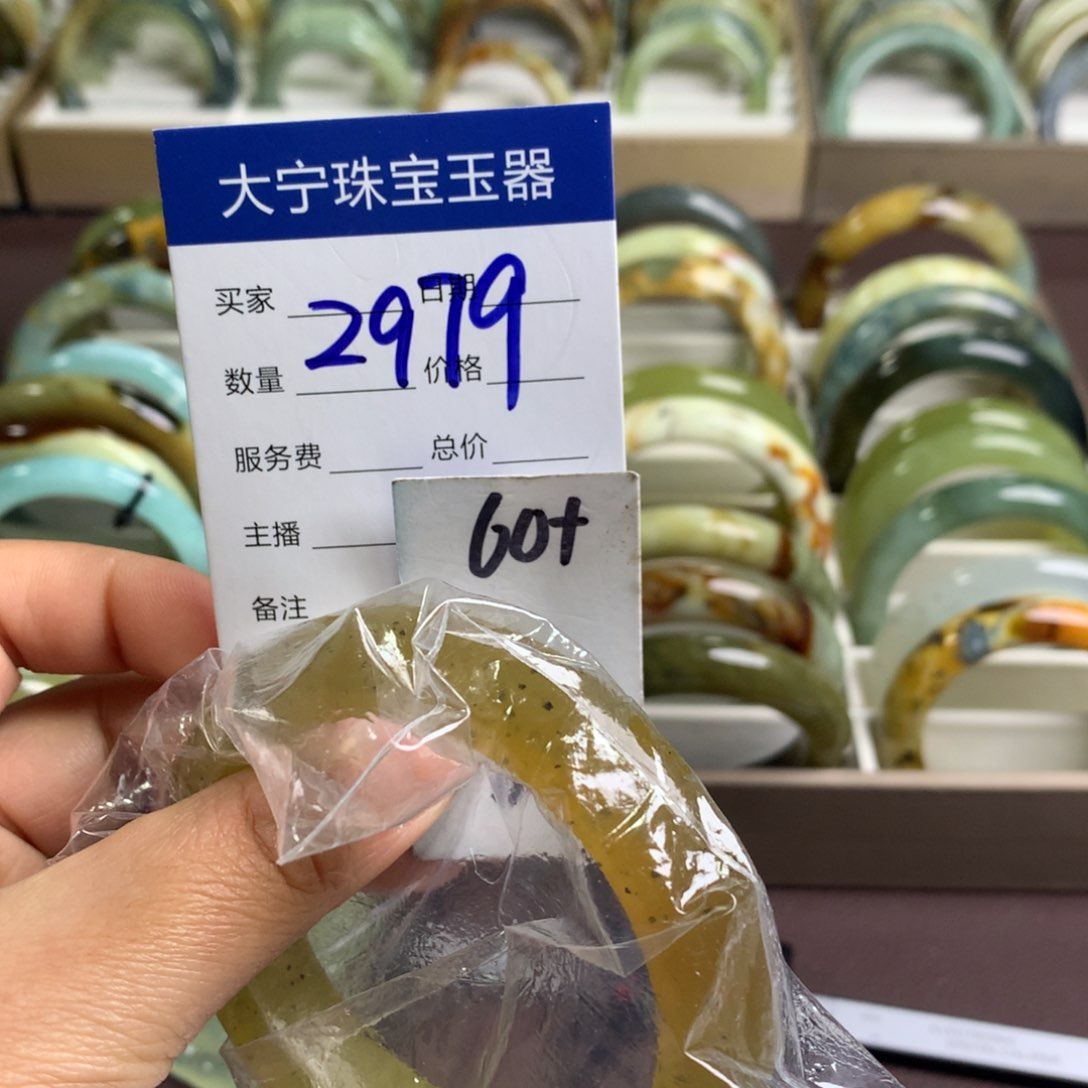 大宁珠宝玉器
买家 日期
2979
数量 价格
服务费 总价
60+
主播
备注